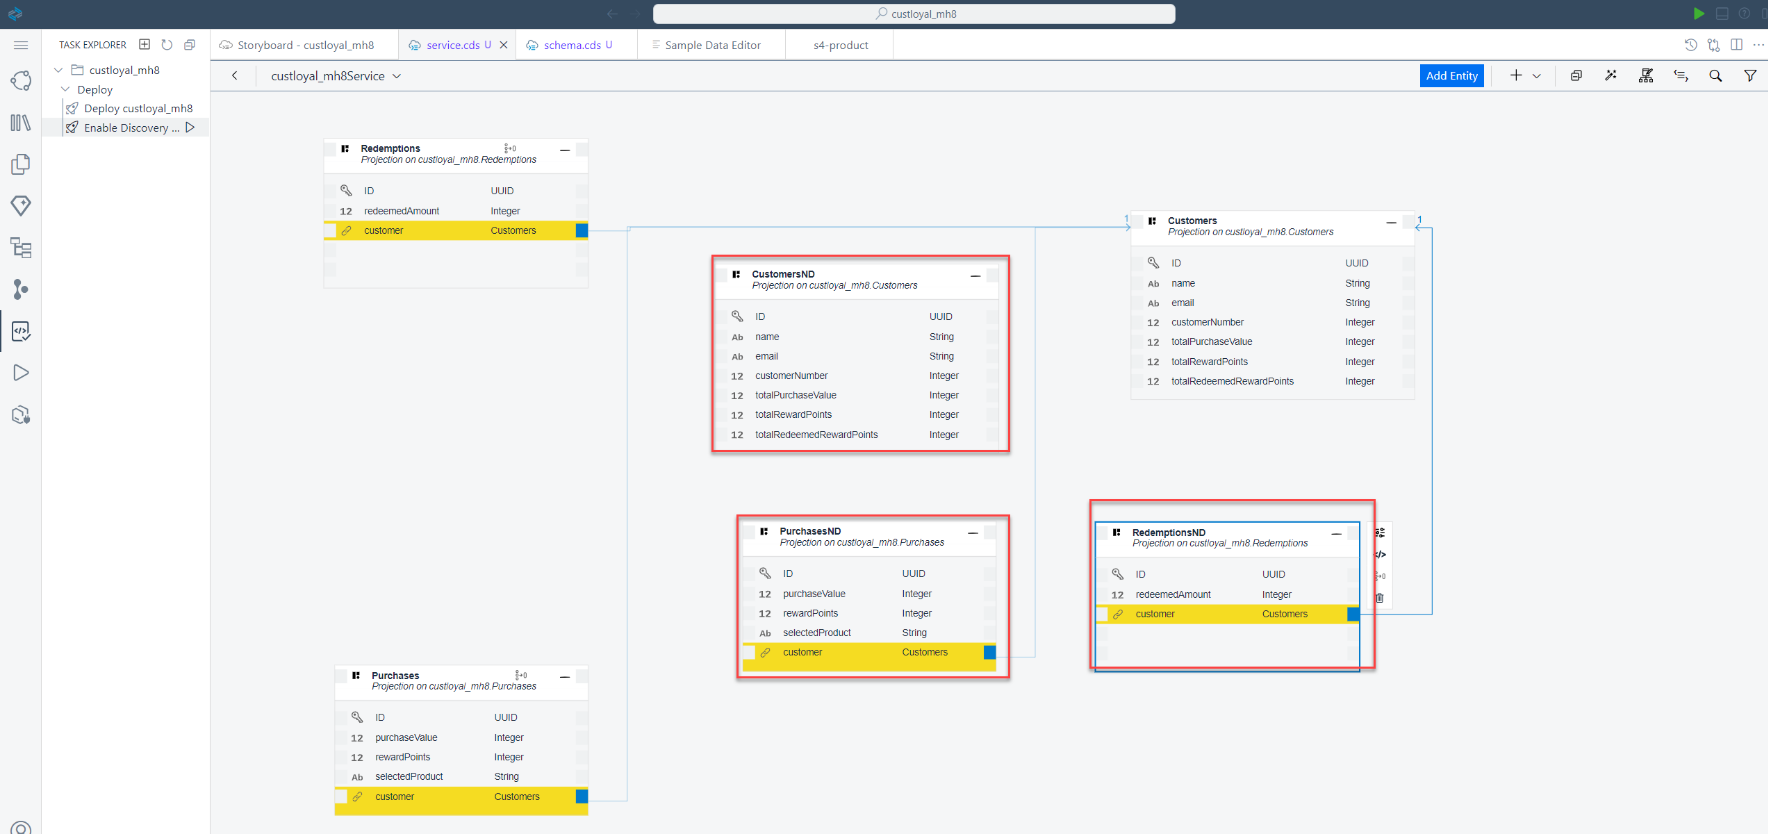 custloyal_mh8
TASK EXPLORER
Storyboard - custloyal_mh8
service.cds U
schema.cds U
Sample Data Editor
s4-product
custloyal_mh8
Deploy
Deploy custloyal_mh8
Enable Discovery ...
custloyal_mh8Service
Add Entity
Redemptions
Projection on custloyal_mh8.Redemptions
ID UUID
12 redeemedAmount Integer
customer Customers
CustomersND
Projection on custloyal_mh8.Customers
ID UUID
Ab name String
Ab email String
12 customerNumber Integer
12 totalPurchaseValue Integer
12 totalRewardPoints Integer
12 totalRedeemedRewardPoints Integer
1
Customers
1
Projection on custloyal_mh8.Customers
ID UUID
Ab name String
Ab email String
12 customerNumber Integer
12 totalPurchaseValue Integer
12 totalRewardPoints Integer
12 totalRedeemedRewardPoints Integer
PurchasesND
Projection on custloyal_mh8.Purchases
ID UUID
12 purchaseValue Integer
12 rewardPoints Integer
Ab selectedProduct String
customer Customers
RedemptionsND
Projection on custloyal_mh8.Redemptions
ID UUID
12 redeemedAmount Integer
customer Customers
Purchases
Projection on custloyal_mh8.Purchases
ID UUID
12 purchaseValue Integer
12 rewardPoints Integer
Ab selectedProduct String
customer Customers